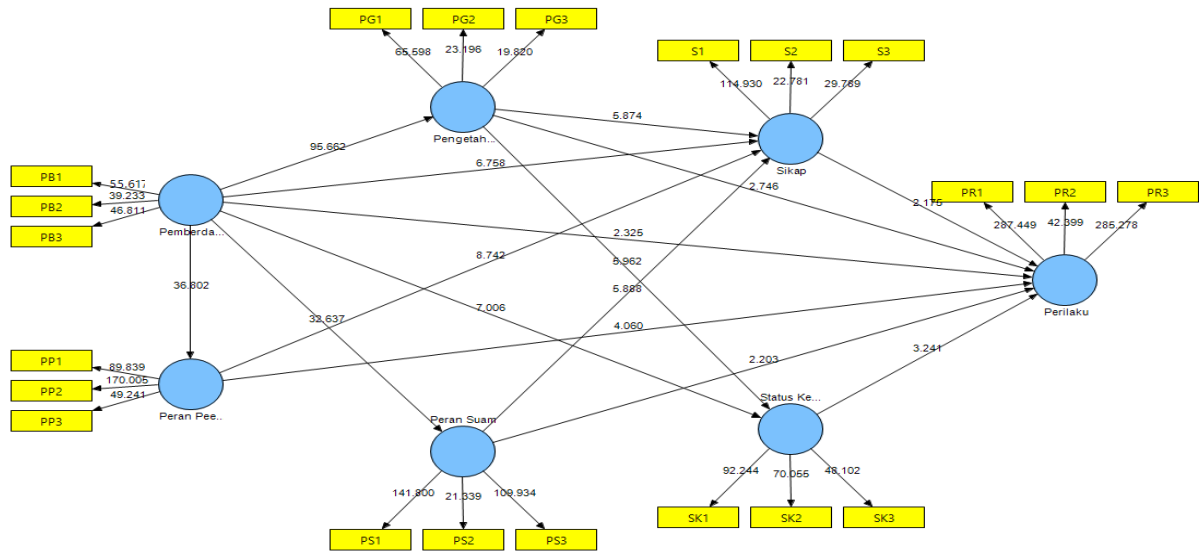 PG1
PG2
PG3
65.598
23.196
19.820
Pengetah...
S1
S2
S3
114.930
22.781
29.789
Sikap
95.662
5.874
6.758
2.746
2.175
PB1
PB2
PB3
55.617
39.233
46.811
Pemberda...
PR1
PR2
PR3
287.449
42.399
285.278
Perilaku
2.325
8.742
5.962
5.888
36.802
32.637
7.006
4.060
2.203
3.241
PP1
PP2
PP3
89.839
170.005
49.241
Peran Pee..
Peran Suam
141.800
21.339
109.934
PS1
PS2
PS3
Status Ke...
92.244
70.055
48.102
SK1
SK2
SK3